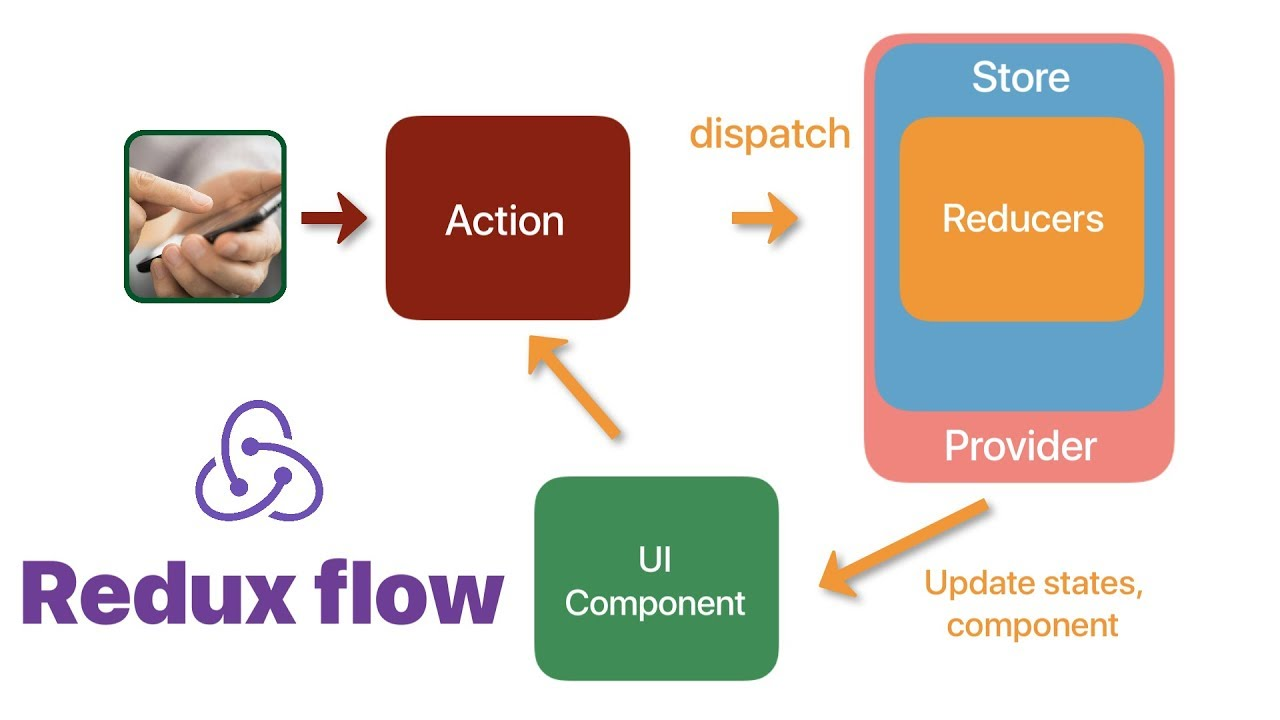 Store
dispatch
Action
Reducers
Provider
UI
Component
Update states,
component
Redux flow